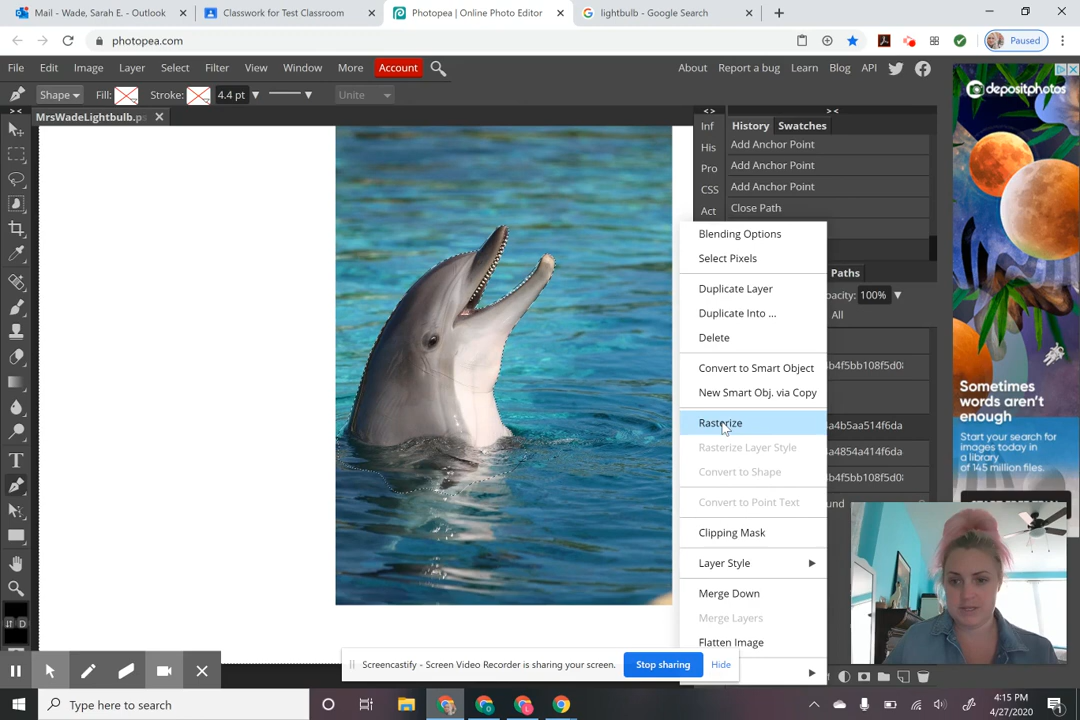 Mail - Wade, Sarah E. - Outlook
Classwork for Test Classroom
Photopea | Online Photo Editor
lightbulb - Google Search
photopea.com
Paused
File Edit Image Layer Select Filter View Window More Account
About Report a bug Learn Blog API
Shape Fill: Stroke: 4.4 pt Unite
MrsWadeLightbulb.ps
Inf
His
Pro
CSS
Act
History Swatches
Add Anchor Point
Add Anchor Point
Add Anchor Point
Close Path
Paths
pacity: 100%
All
Blending Options
Select Pixels
Duplicate Layer
Duplicate Into ...
Delete
Convert to Smart Object
New Smart Obj. via Copy
Rasterize
Rasterize Layer Style
Convert to Shape
Convert to Point Text
Clipping Mask
Layer Style
Merge Down
Merge Layers
Flatten Image
a4b5aa514f6da
a4854a414f6da
depositphotos
Sometimes
words aren't
enough
Start your search for
images in
a library
of 145 million files.
D
Screencastify - Screen Video Recorder is sharing your screen.
Stop sharing
Hide
Type here to search
4:15 PM
4/27/2020